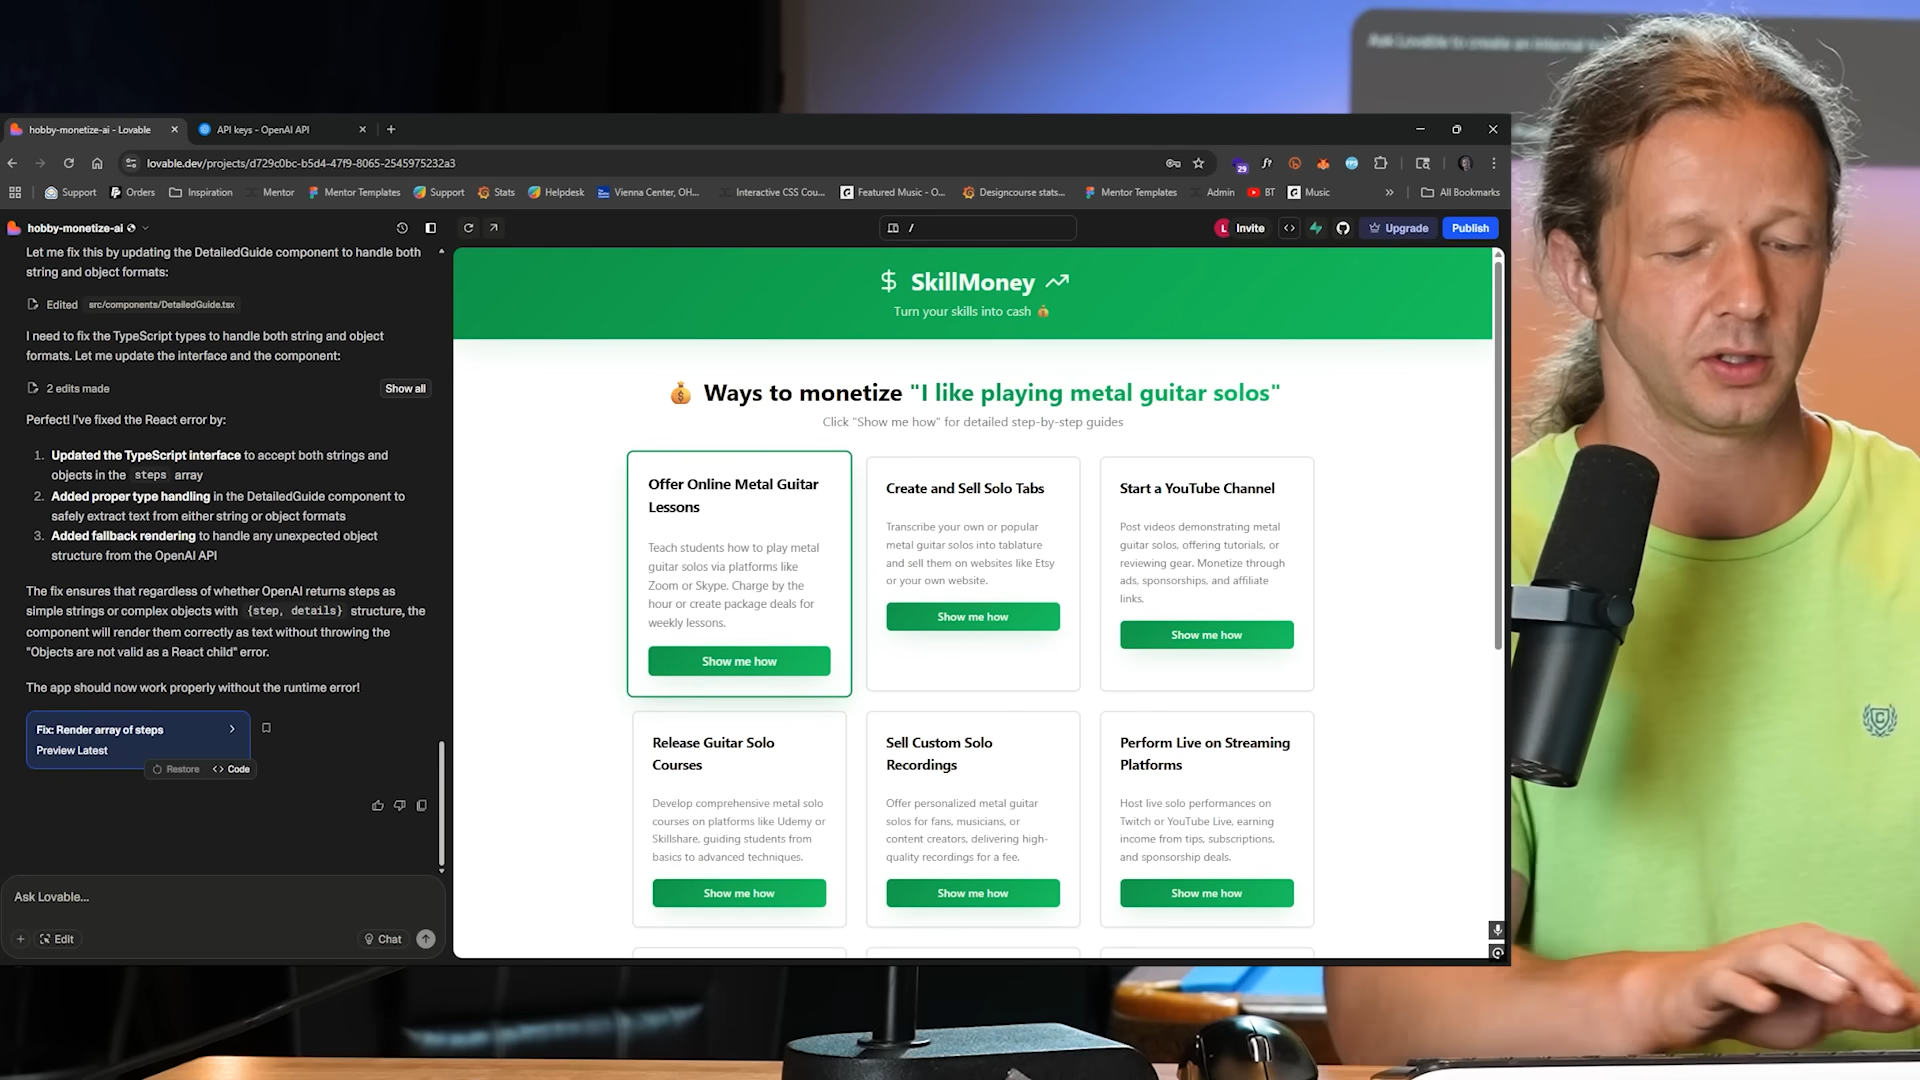 Ask Lovable to create an internal
hobby-monetize-ai - Lovable
API keys - OpenAI API
lovable.dev/projects/d729c0bc-b5d4-47f9-8065-2545975232a3
29
f?
FPS
Support
Orders
Inspiration
Mentor
Mentor Templates
Support
Stats
Helpdesk
Vienna Center, OH...
Interactive CSS Cou...
Featured Music - O...
Designcourse stats...
Mentor Templates
Admin
BT
Music
All Bookmarks
hobby-monetize-ai
/
L
Invite
Upgrade
Publish
Let me fix this by updating the DetailedGuide component to handle both
string and object formats:
Edited src/components/DetailedGuide.tsx
I need to fix the TypeScript types to handle both string and object
formats. Let me update the interface and the component:
2 edits made
Show all
Perfect! I've fixed the React error by:
1. Updated the TypeScript interface to accept both strings and
objects in the steps array
2. Added proper type handling in the DetailedGuide component to
safely extract text from either string or object formats
3. Added fallback rendering to handle any unexpected object
structure from the OpenAI API
The fix ensures that regardless of whether OpenAI returns steps as
simple strings or complex objects with {step, details} structure, the
component will render them correctly as text without throwing the
"Objects are not valid as a React child" error.
The app should now work properly without the runtime error!
Fix: Render array of steps
Preview Latest
Restore
Code
Ask Lovable...
Edit
Chat
$ SkillMoney
Turn your skills into cash 💰
💰 Ways to monetize "I like playing metal guitar solos"
Click "Show me how" for detailed step-by-step guides
Offer Online Metal Guitar
Lessons
Teach students how to play metal
guitar solos via platforms like
Zoom or Skype. Charge by the
hour or create package deals for
weekly lessons.
Show me how
Create and Sell Solo Tabs
Transcribe your own or popular
metal guitar solos into tablature
and sell them on websites like Etsy
or your own website.
Show me how
Start a YouTube Channel
Post videos demonstrating metal
guitar solos, offering tutorials, or
reviewing gear. Monetize through
ads, sponsorships, and affiliate
links.
Show me how
Release Guitar Solo
Courses
Develop comprehensive metal solo
courses on platforms like Udemy or
Skillshare, guiding students from
basics to advanced techniques.
Show me how
Sell Custom Solo
Recordings
Offer personalized metal guitar
solos for fans, musicians, or
content creators, delivering high-
quality recordings for a fee.
Show me how
Perform Live on Streaming
Platforms
Host live solo performances on
Twitch or YouTube Live, earning
income from tips, subscriptions,
and sponsorship deals.
Show me how
C